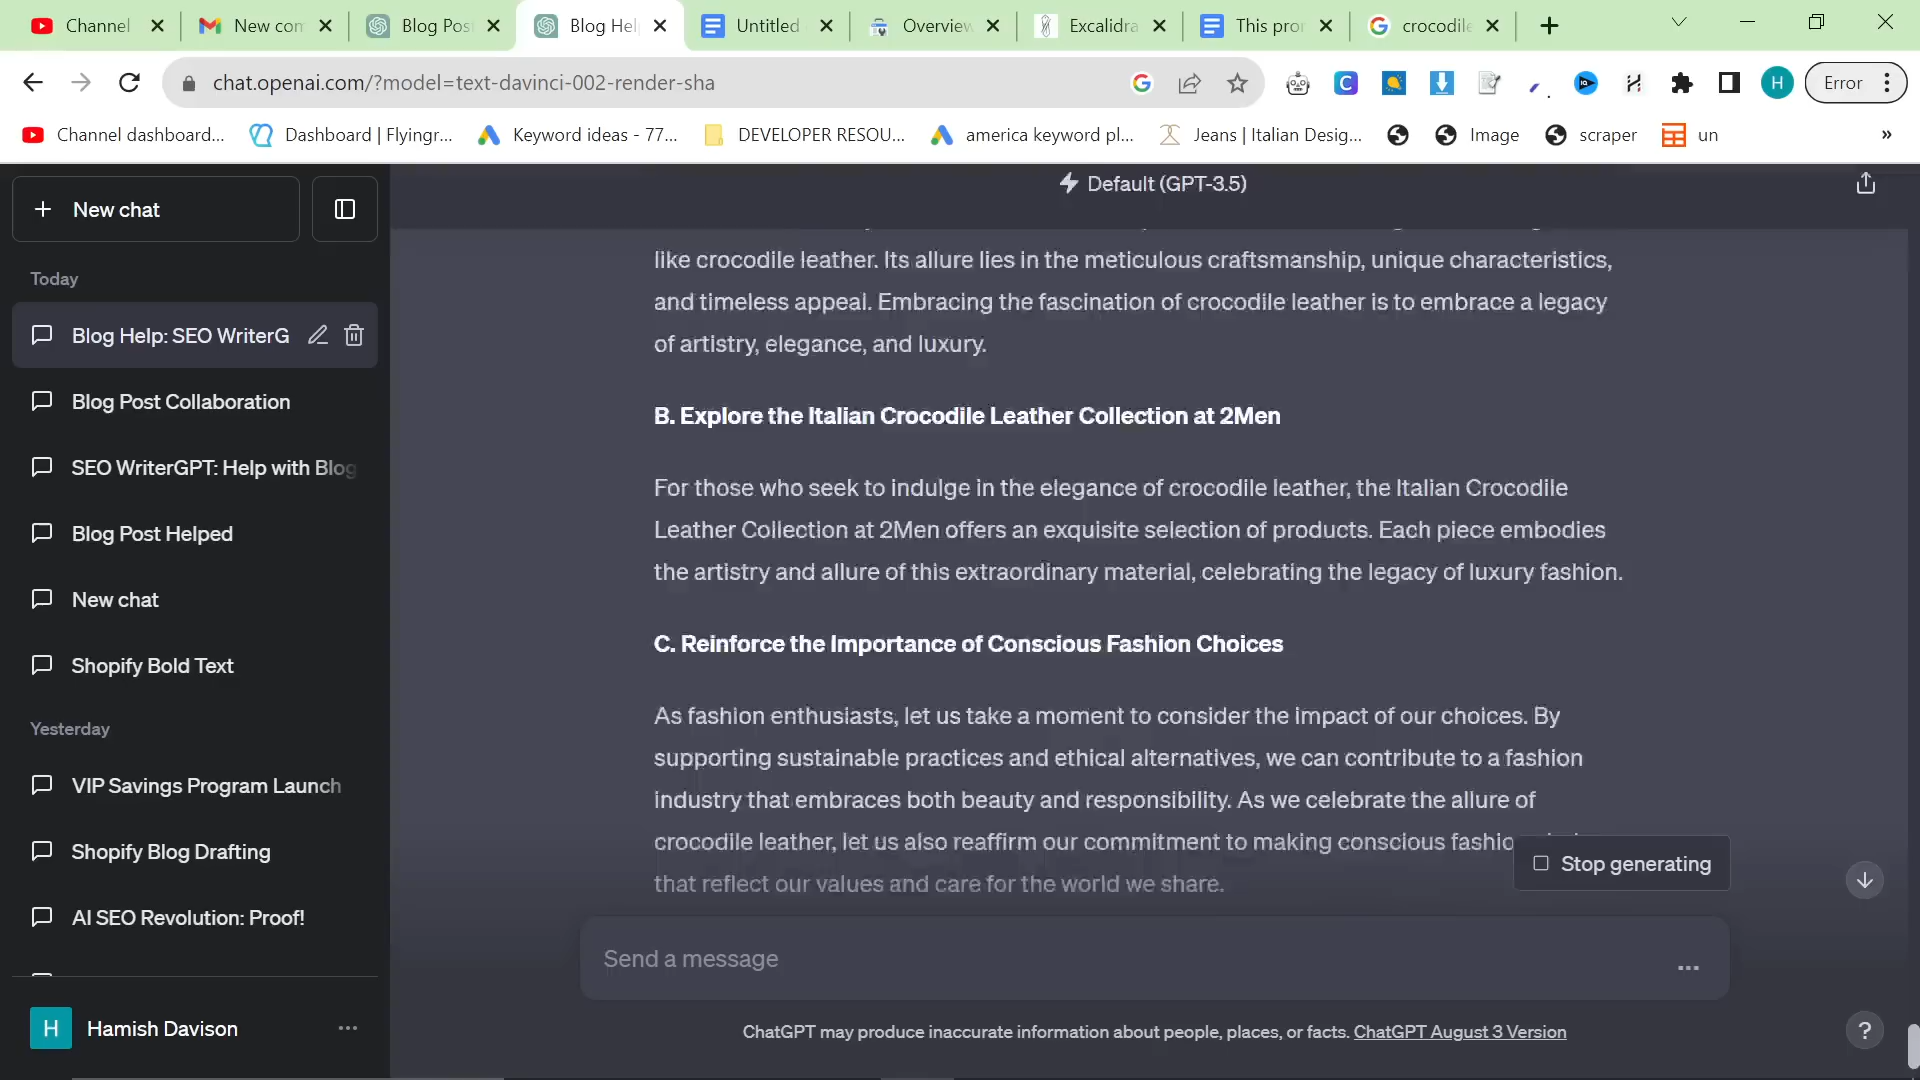 Channel
New com
Blog Post
Blog Hel
Untitled
Overview
Excalidra
This pror
crocodile
chat.openai.com/?model=text-davinci-002-render-sha
H
Error
Channel dashboard...
Dashboard | Flyingr...
Keyword ideas - 77...
DEVELOPER RESOU...
america keyword pl...
Jeans | Italian Desig...
Image
scraper
un
»
New chat
Default (GPT-3.5)
Today
Blog Help: SEO WriterG
Blog Post Collaboration
SEO WriterGPT: Help with Blog
Blog Post Helped
New chat
Shopify Bold Text
Yesterday
VIP Savings Program Launch
Shopify Blog Drafting
AI SEO Revolution: Proof!
H
Hamish Davison
like crocodile leather. Its allure lies in the meticulous craftsmanship, unique characteristics,
and timeless appeal. Embracing the fascination of crocodile leather is to embrace a legacy
of artistry, elegance, and luxury.
B. Explore the Italian Crocodile Leather Collection at 2Men
For those who seek to indulge in the elegance of crocodile leather, the Italian Crocodile
Leather Collection at 2Men offers an exquisite selection of products. Each piece embodies
the artistry and allure of this extraordinary material, celebrating the legacy of luxury fashion.
C. Reinforce the Importance of Conscious Fashion Choices
As fashion enthusiasts, let us take a moment to consider the impact of our choices. By
supporting sustainable practices and ethical alternatives, we can contribute to a fashion
industry that embraces both beauty and responsibility. As we celebrate the allure of
crocodile leather, let us also reaffirm our commitment to making conscious fashio
that reflect our values and care for the world we share.
Stop generating
Send a message
ChatGPT may produce inaccurate information about people, places, or facts. ChatGPT August 3 Version
?